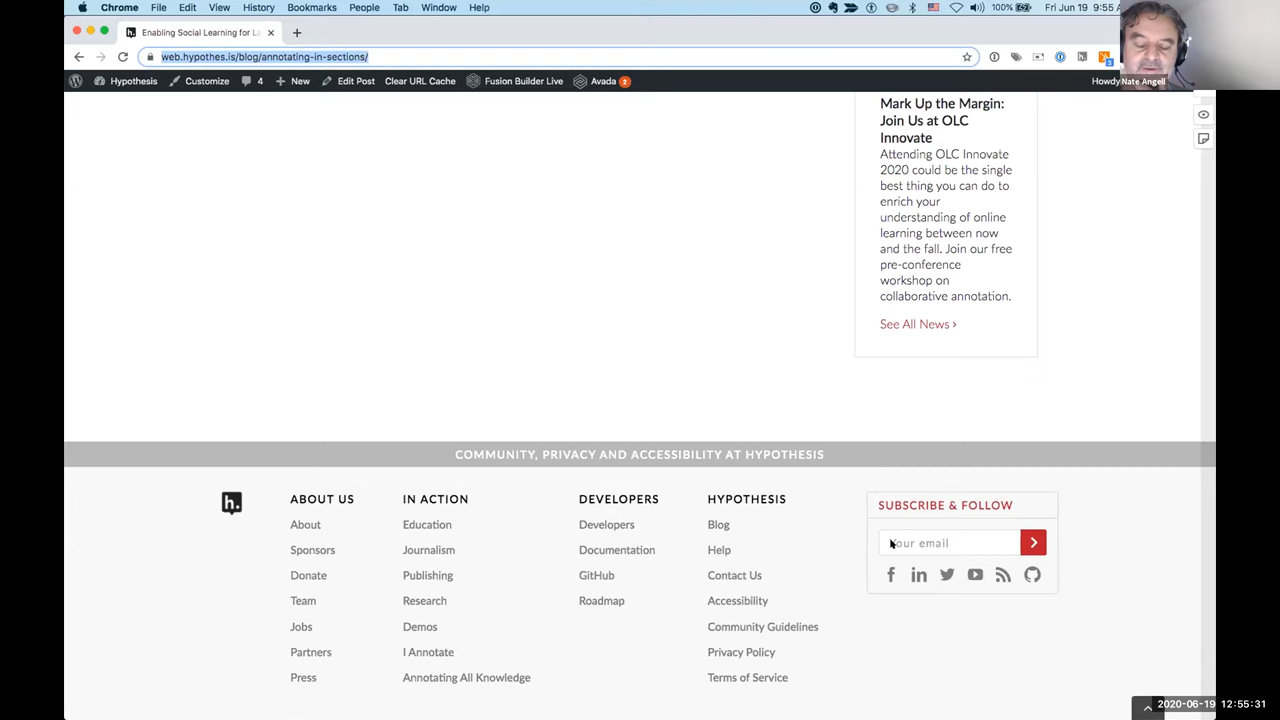 Chrome File Edit View History Bookmarks People Tab Window Help 100% Fri Jun 19 9:55 A
Enabling Social Learning for La
web.hypothes.is/blog/annotating-in-sections/
3
Hypothesis Customize 4 New Edit Post Clear URL Cache Fusion Builder Live Avada 2 Howdy Nate Angell
Mark Up the Margin:
Join Us at OLC
Innovate
Attending OLC Innovate
2020 could be the single
best thing you can do to
enrich your
understanding of online
learning between now
and the fall. Join our free
pre-conference
workshop on
collaborative annotation.
See All News ›
COMMUNITY, PRIVACY AND ACCESSIBILITY AT HYPOTHESIS
h.
ABOUT US
About
Sponsors
Donate
Team
Jobs
Partners
Press
IN ACTION
Education
Journalism
Publishing
Research
Demos
I Annotate
Annotating All Knowledge
DEVELOPERS
Developers
Documentation
GitHub
Roadmap
HYPOTHESIS
Blog
Help
Contact Us
Accessibility
Community Guidelines
Privacy Policy
Terms of Service
SUBSCRIBE & FOLLOW
Your email
2020-06-19 12:55:31